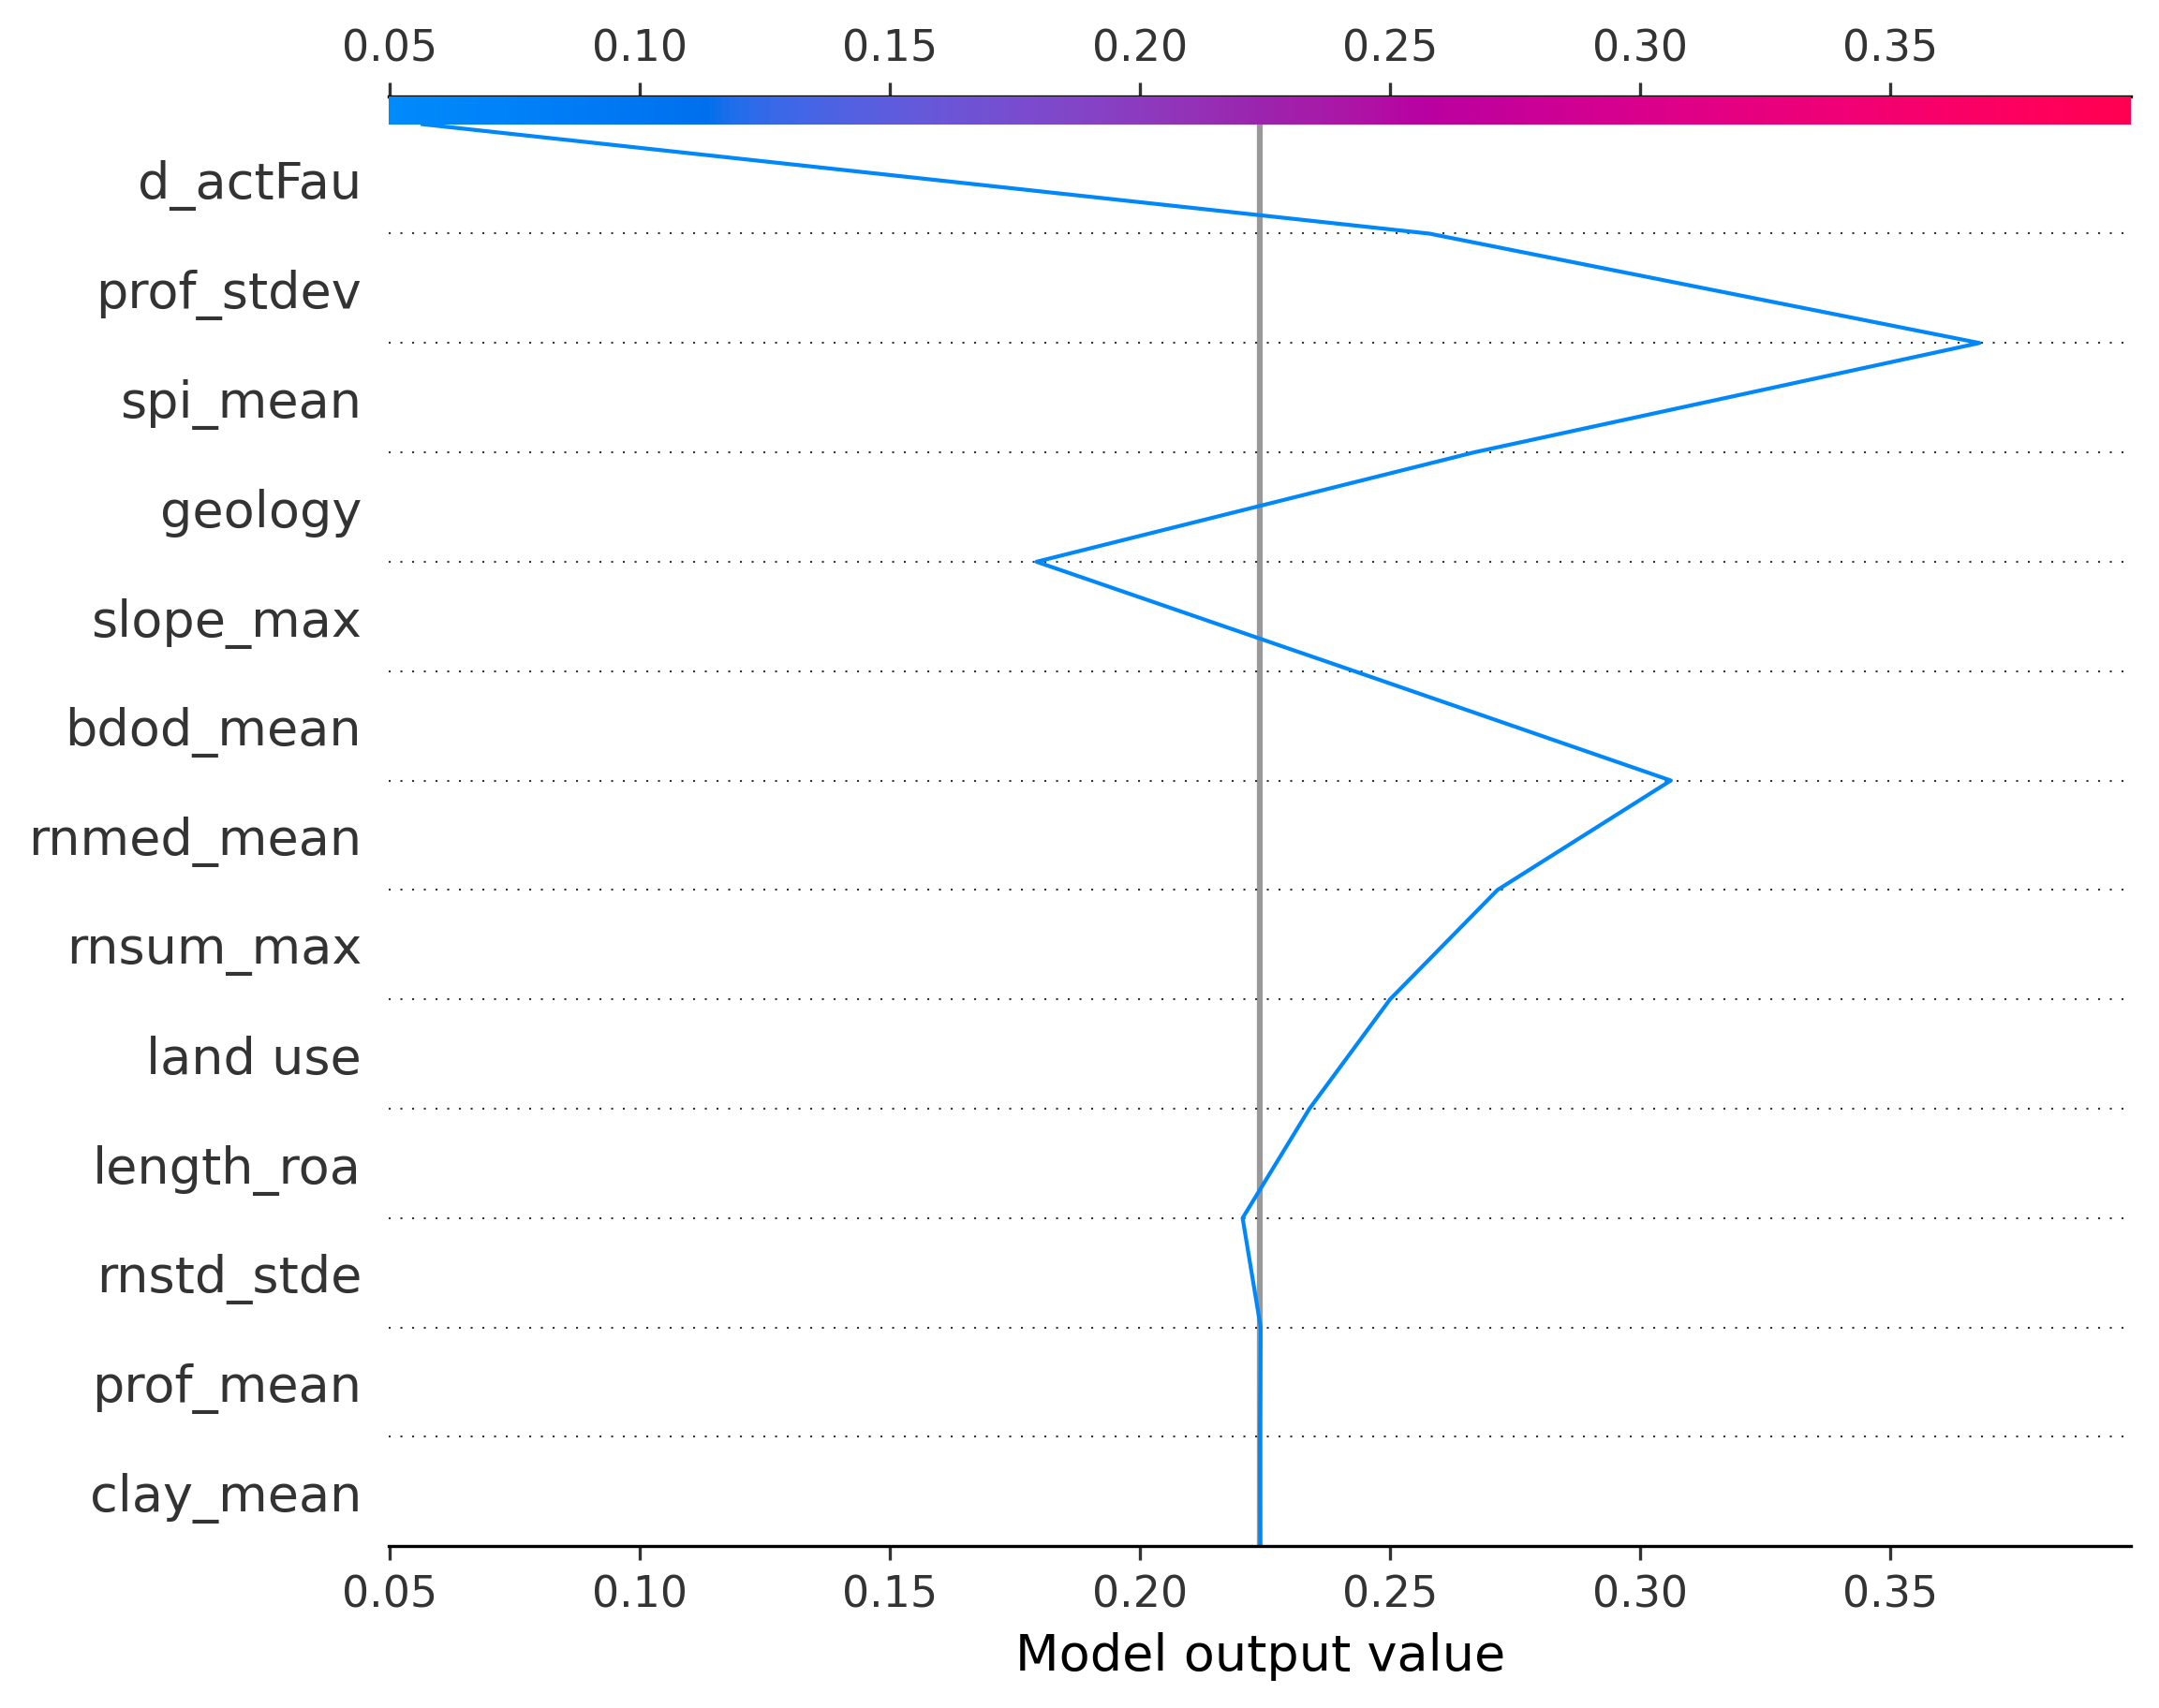 0.05 0.10 0.15 0.20 0.25 0.30 0.35
d_actFau
prof_stdev
spi_mean
geology
slope_max
bdod_mean
rnmed_mean
rnsum_max
land use
length_roa
rnstd_stde
prof_mean
clay_mean
0.05 0.10 0.15 0.20 0.25 0.30 0.35
Model output value